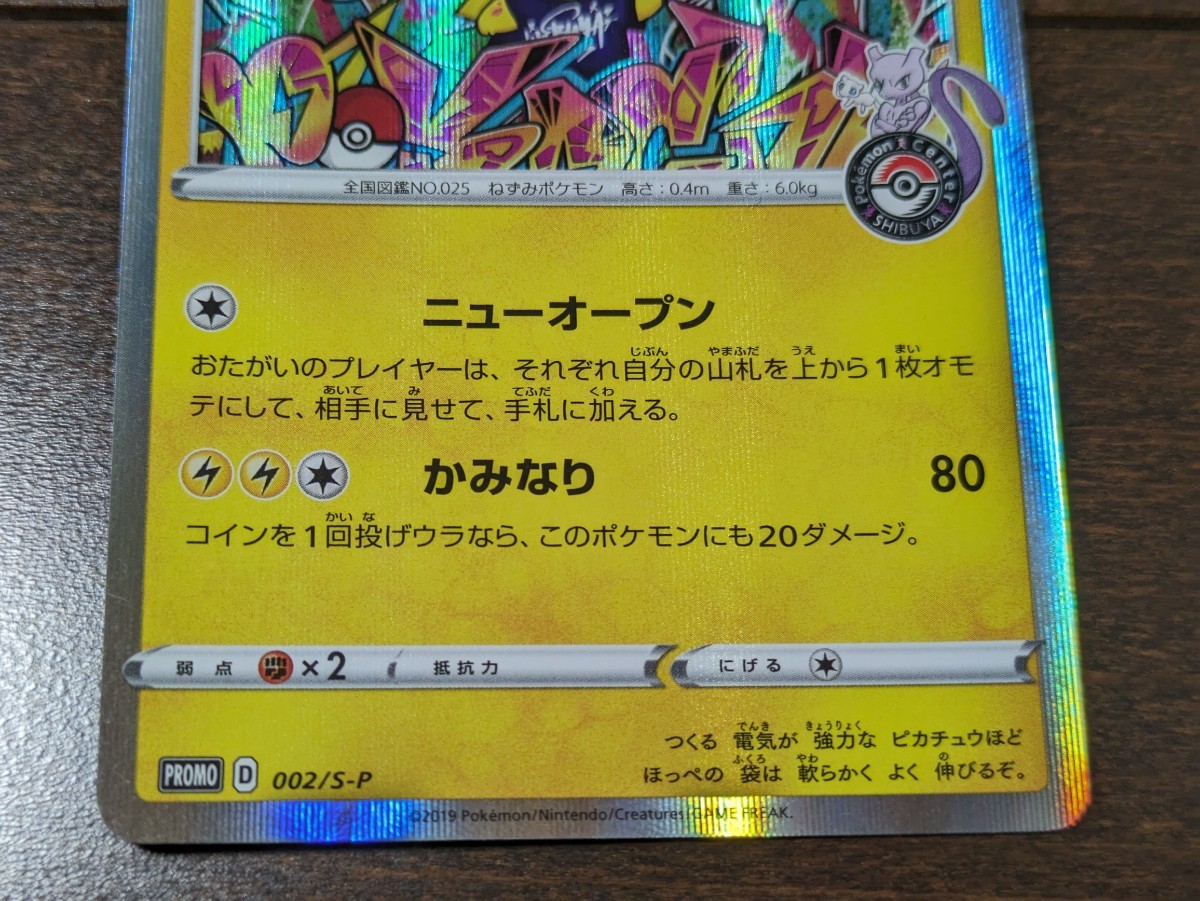 全国図鑑NO.025 ねずみポケモン 高さ:0.4m 重さ:6.0kg
Pokémon Center
SHIBUYA
ニューオープン
おたがいのプレイヤーは、それぞれ自分の山札を上から1枚オモ
テにして、相手に見せて、手札に加える。
かみなり 80
コインを1回投げウラなら、このポケモンにも20ダメージ。
弱点 ×2 抵抗力 にげる
つくる 電気が 強力な ピカチュウほど
ほっぺの 袋は 軟らかく よく 伸びるぞ。
PROMO D 002/S-P
©2019 Pokémon/Nintendo/Creatures/GAME FREAK.